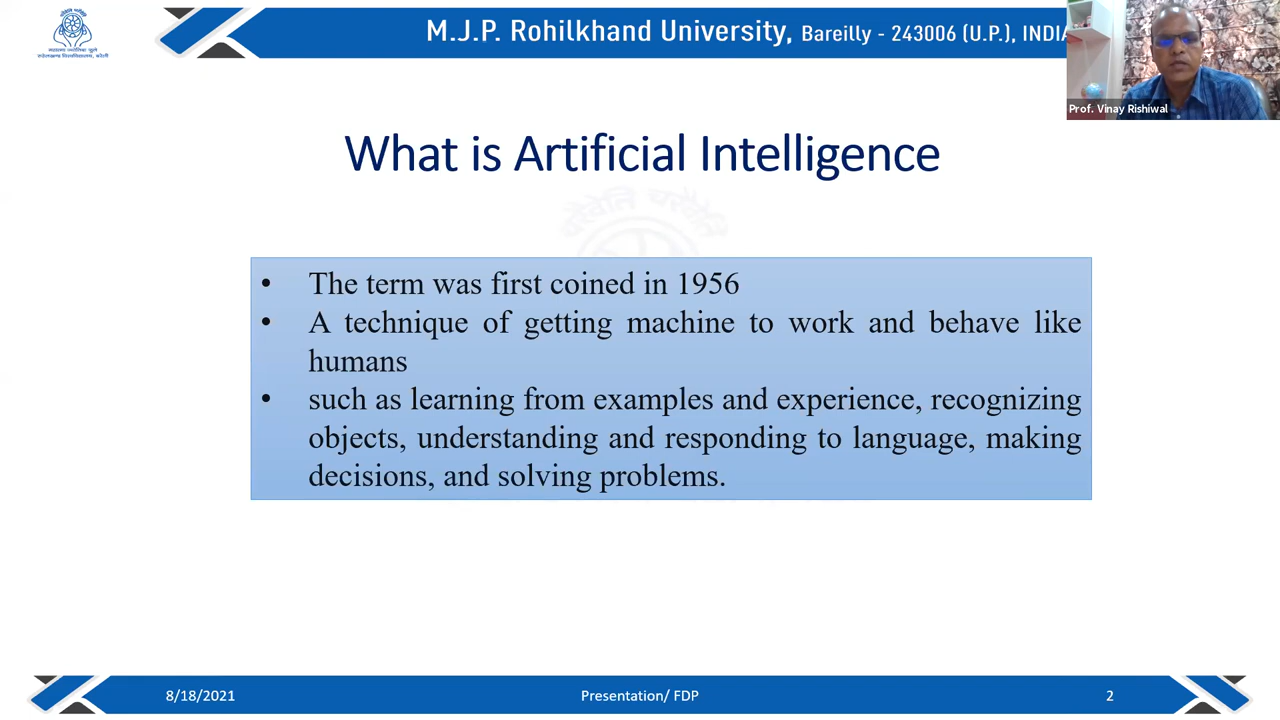 M.J.P. Rohilkhand University, Bareilly - 243006 (U.P.), INDIA
Prof. Vinay Rishiwal
What is Artificial Intelligence
चरैवेति चरैवेति
• The term was first coined in 1956
• A technique of getting machine to work and behave like
humans
• such as learning from examples and experience, recognizing
objects, understanding and responding to language, making
decisions, and solving problems.
8/18/2021
Presentation/ FDP
2